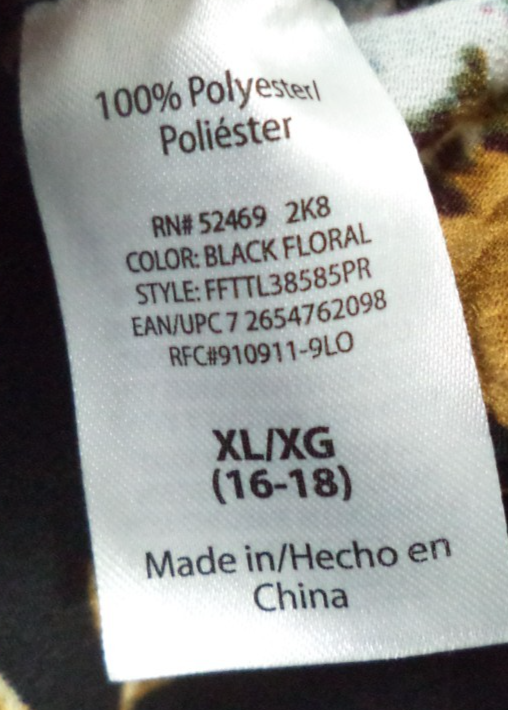 100% Polyester/
Poliéster
RN# 52469 2K8
COLOR: BLACK FLORAL
STYLE: FFTTL38585PR
EAN/UPC 7 2654762098
RFC#910911-9LO
XL/XG
(16-18)
Made in/Hecho en
China